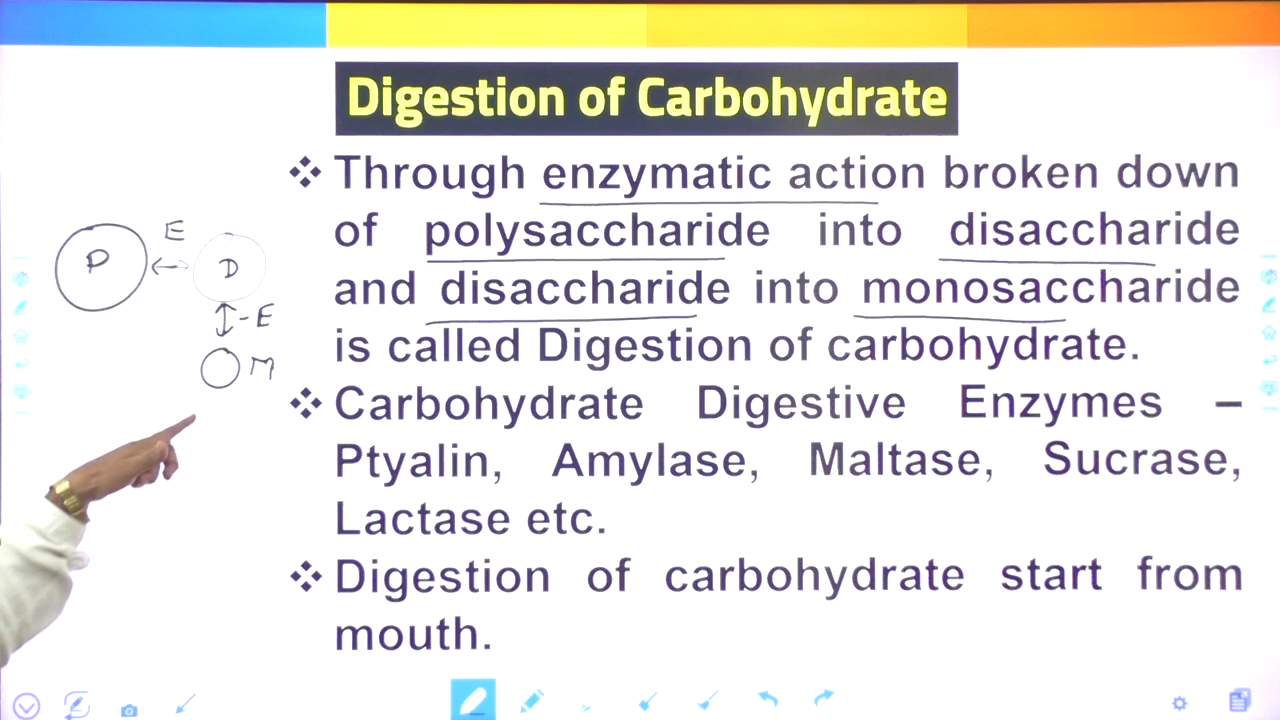 Digestion of Carbohydrate
❖ Through enzymatic action broken down
of polysaccharide into disaccharide
and disaccharide into monosaccharide
is called Digestion of carbohydrate.
❖ Carbohydrate Digestive Enzymes –
Ptyalin, Amylase, Maltase, Sucrase,
Lactase etc.
❖ Digestion of carbohydrate start from
mouth.
E
P
D
E
M